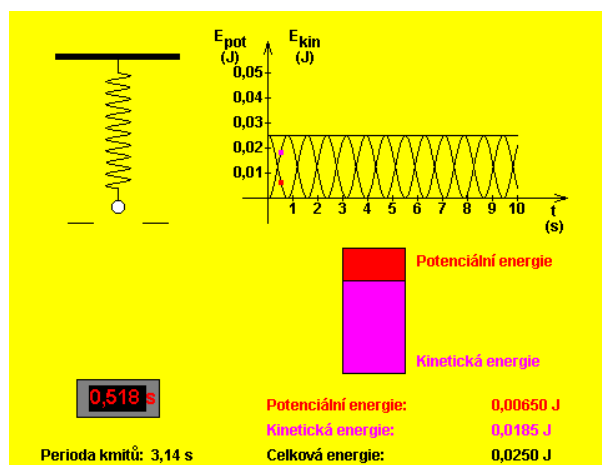 E pot E kin
(J) (J)
0,05
0,04
0,03
0,02
0,01
1 2 3 4 5 6 7 8 9 10 t
(s)
Potenciální energie
Kinetická energie
0,518 s
Potenciální energie: 0,00650 J
Kinetická energie: 0,0185 J
Perioda kmitů: 3,14 s Celková energie: 0,0250 J